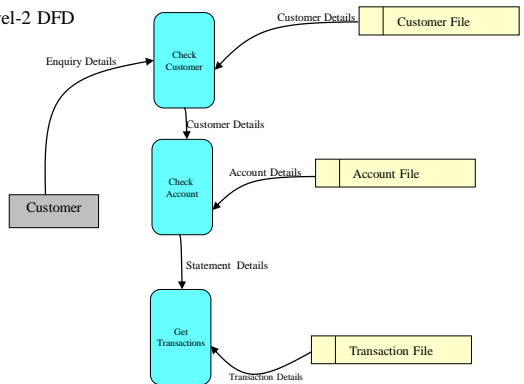 el-2 DFD
Customer Details
Customer File
Check
Customer
Enquiry Details
Customer Details
Check
Account
Account Details
Account File
Customer
Statement Details
Get
Transactions
Transaction File
Transaction Details